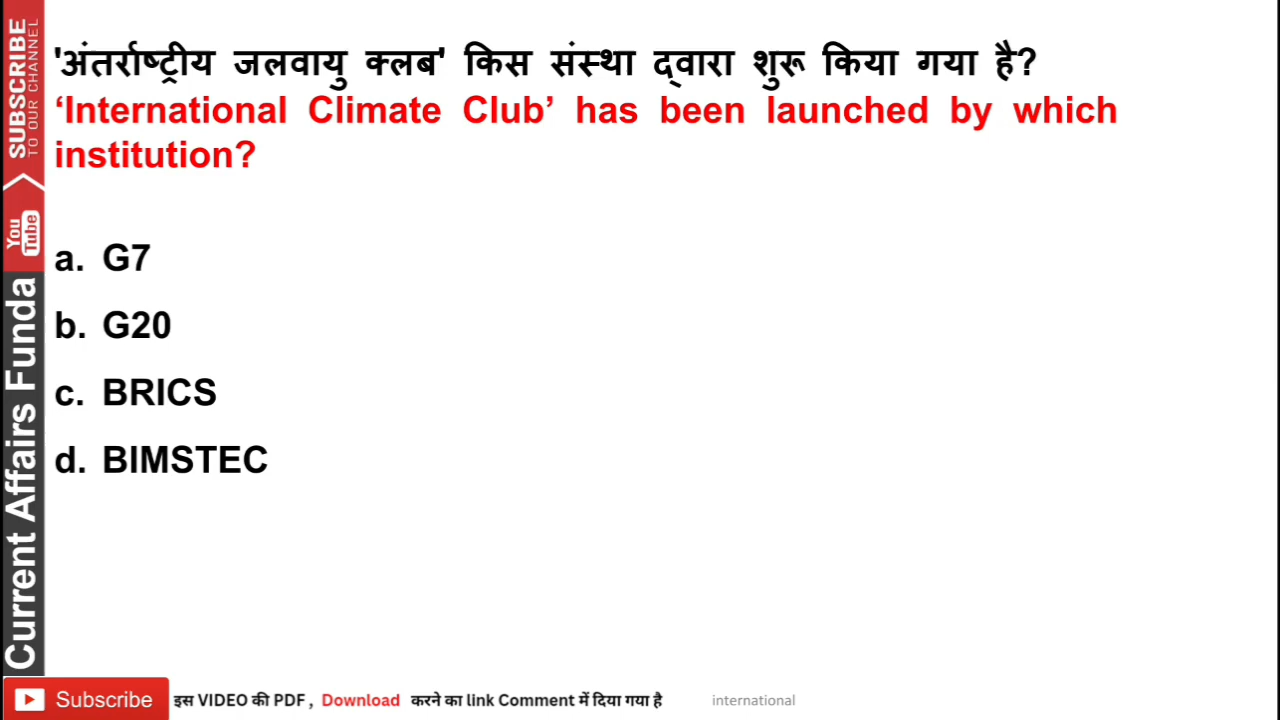 'अंतर्राष्ट्रीय जलवायु क्लब' किस संस्था द्वारा शुरू किया गया है?
‘International Climate Club’ has been launched by which
institution?
a. G7
b. G20
c. BRICS
d. BIMSTEC
SUBSCRIBE
TO OUR CHANNEL
You
Tube
Current Affairs Funda
Subscribe
इस VIDEO की PDF , Download करने का link Comment में दिया गया है
international